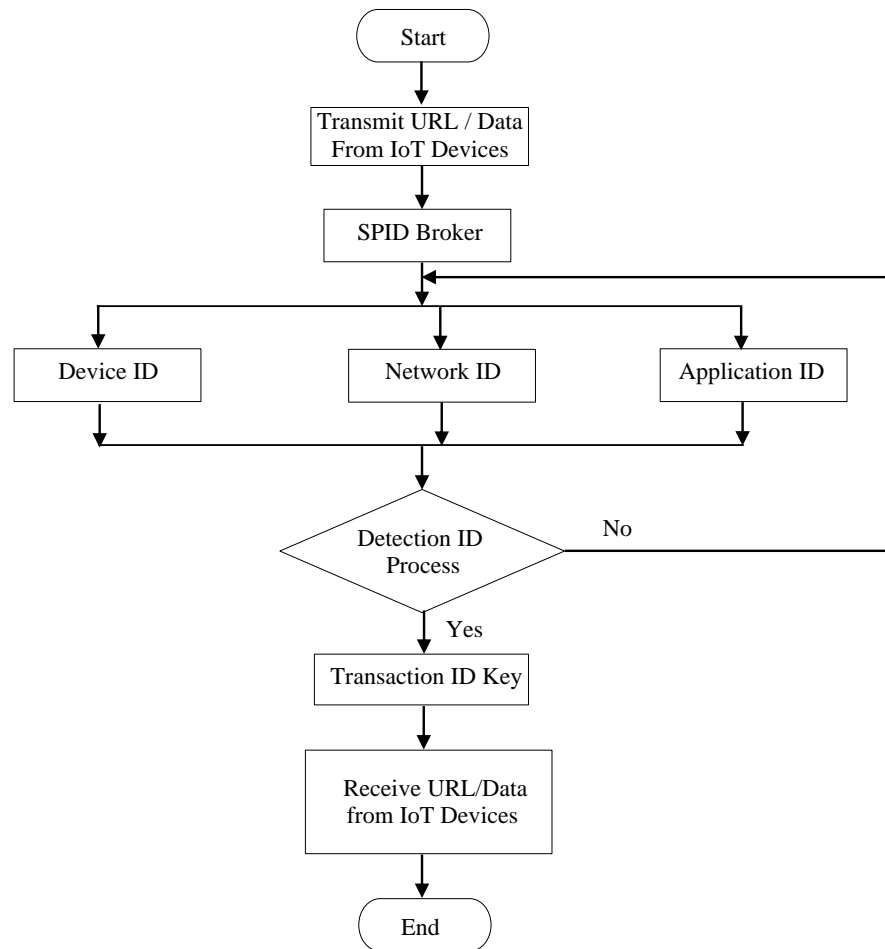 Start
Transmit URL / Data
From IoT Devices
SPID Broker
Device ID
Network ID
Application ID
Detection ID
Process
No
Yes
Transaction ID Key
Receive URL/Data
from IoT Devices
End